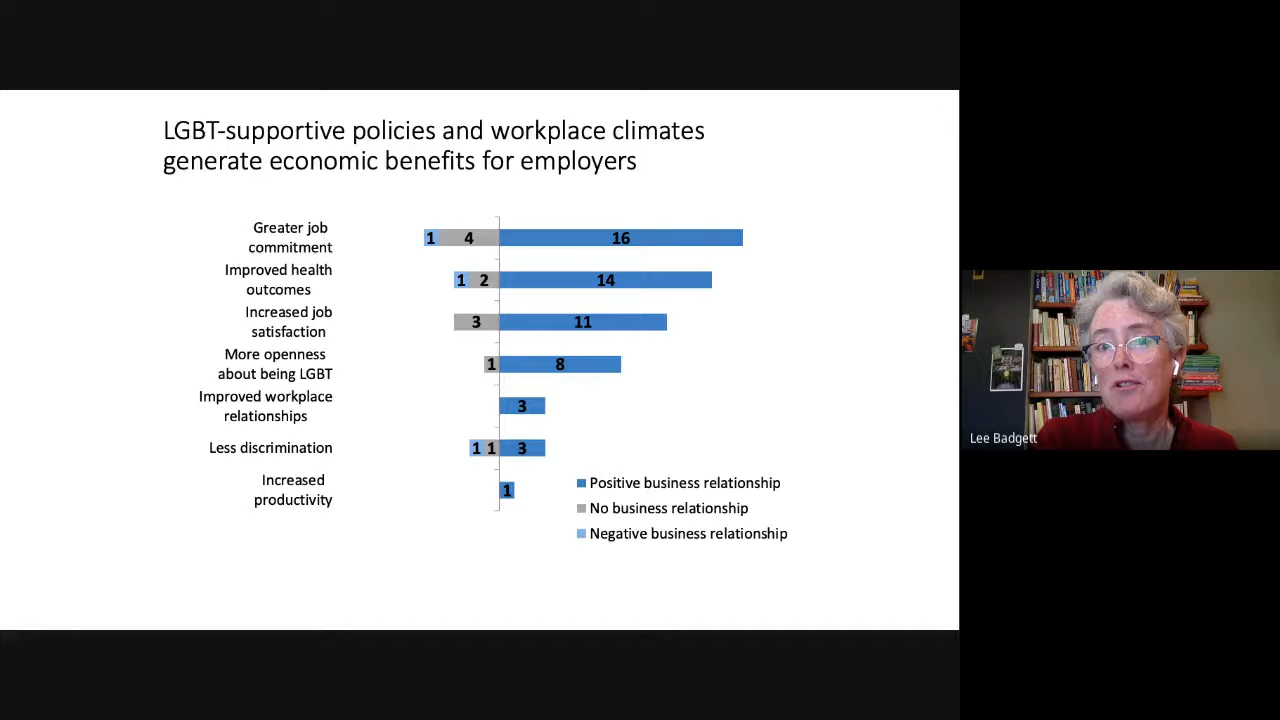 LGBT-supportive policies and workplace climates
generate economic benefits for employers
Greater job
commitment
1 4 16
Improved health
outcomes
1 2 14
Increased job
satisfaction
3 11
More openness
about being LGBT
1 8
Improved workplace
relationships
3
Less discrimination
1 1 3
Increased
productivity
1
Positive business relationship
No business relationship
Negative business relationship
Lee Badgett